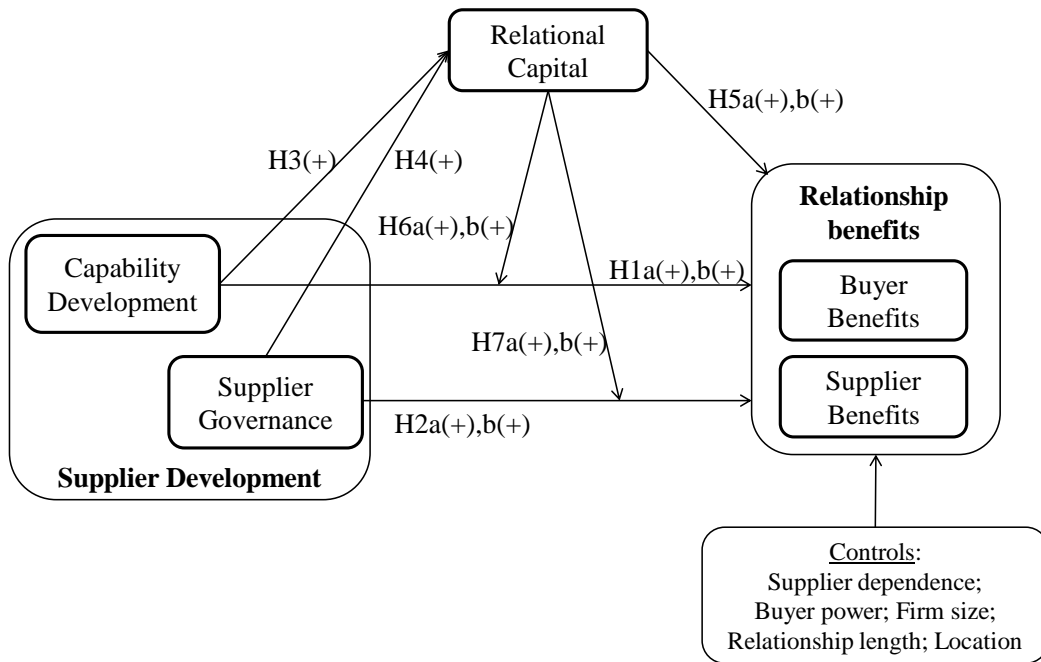 Relational
Capital
H5a(+),b(+)
H3(+)
H4(+)
Relationship
benefits
H6a(+),b(+)
Capability
Development
H1a(+),b(+)
Buyer
Benefits
H7a(+),b(+)
Supplier
Governance
Supplier
Benefits
H2a(+),b(+)
Supplier Development
Controls:
Supplier dependence;
Buyer power; Firm size;
Relationship length; Location